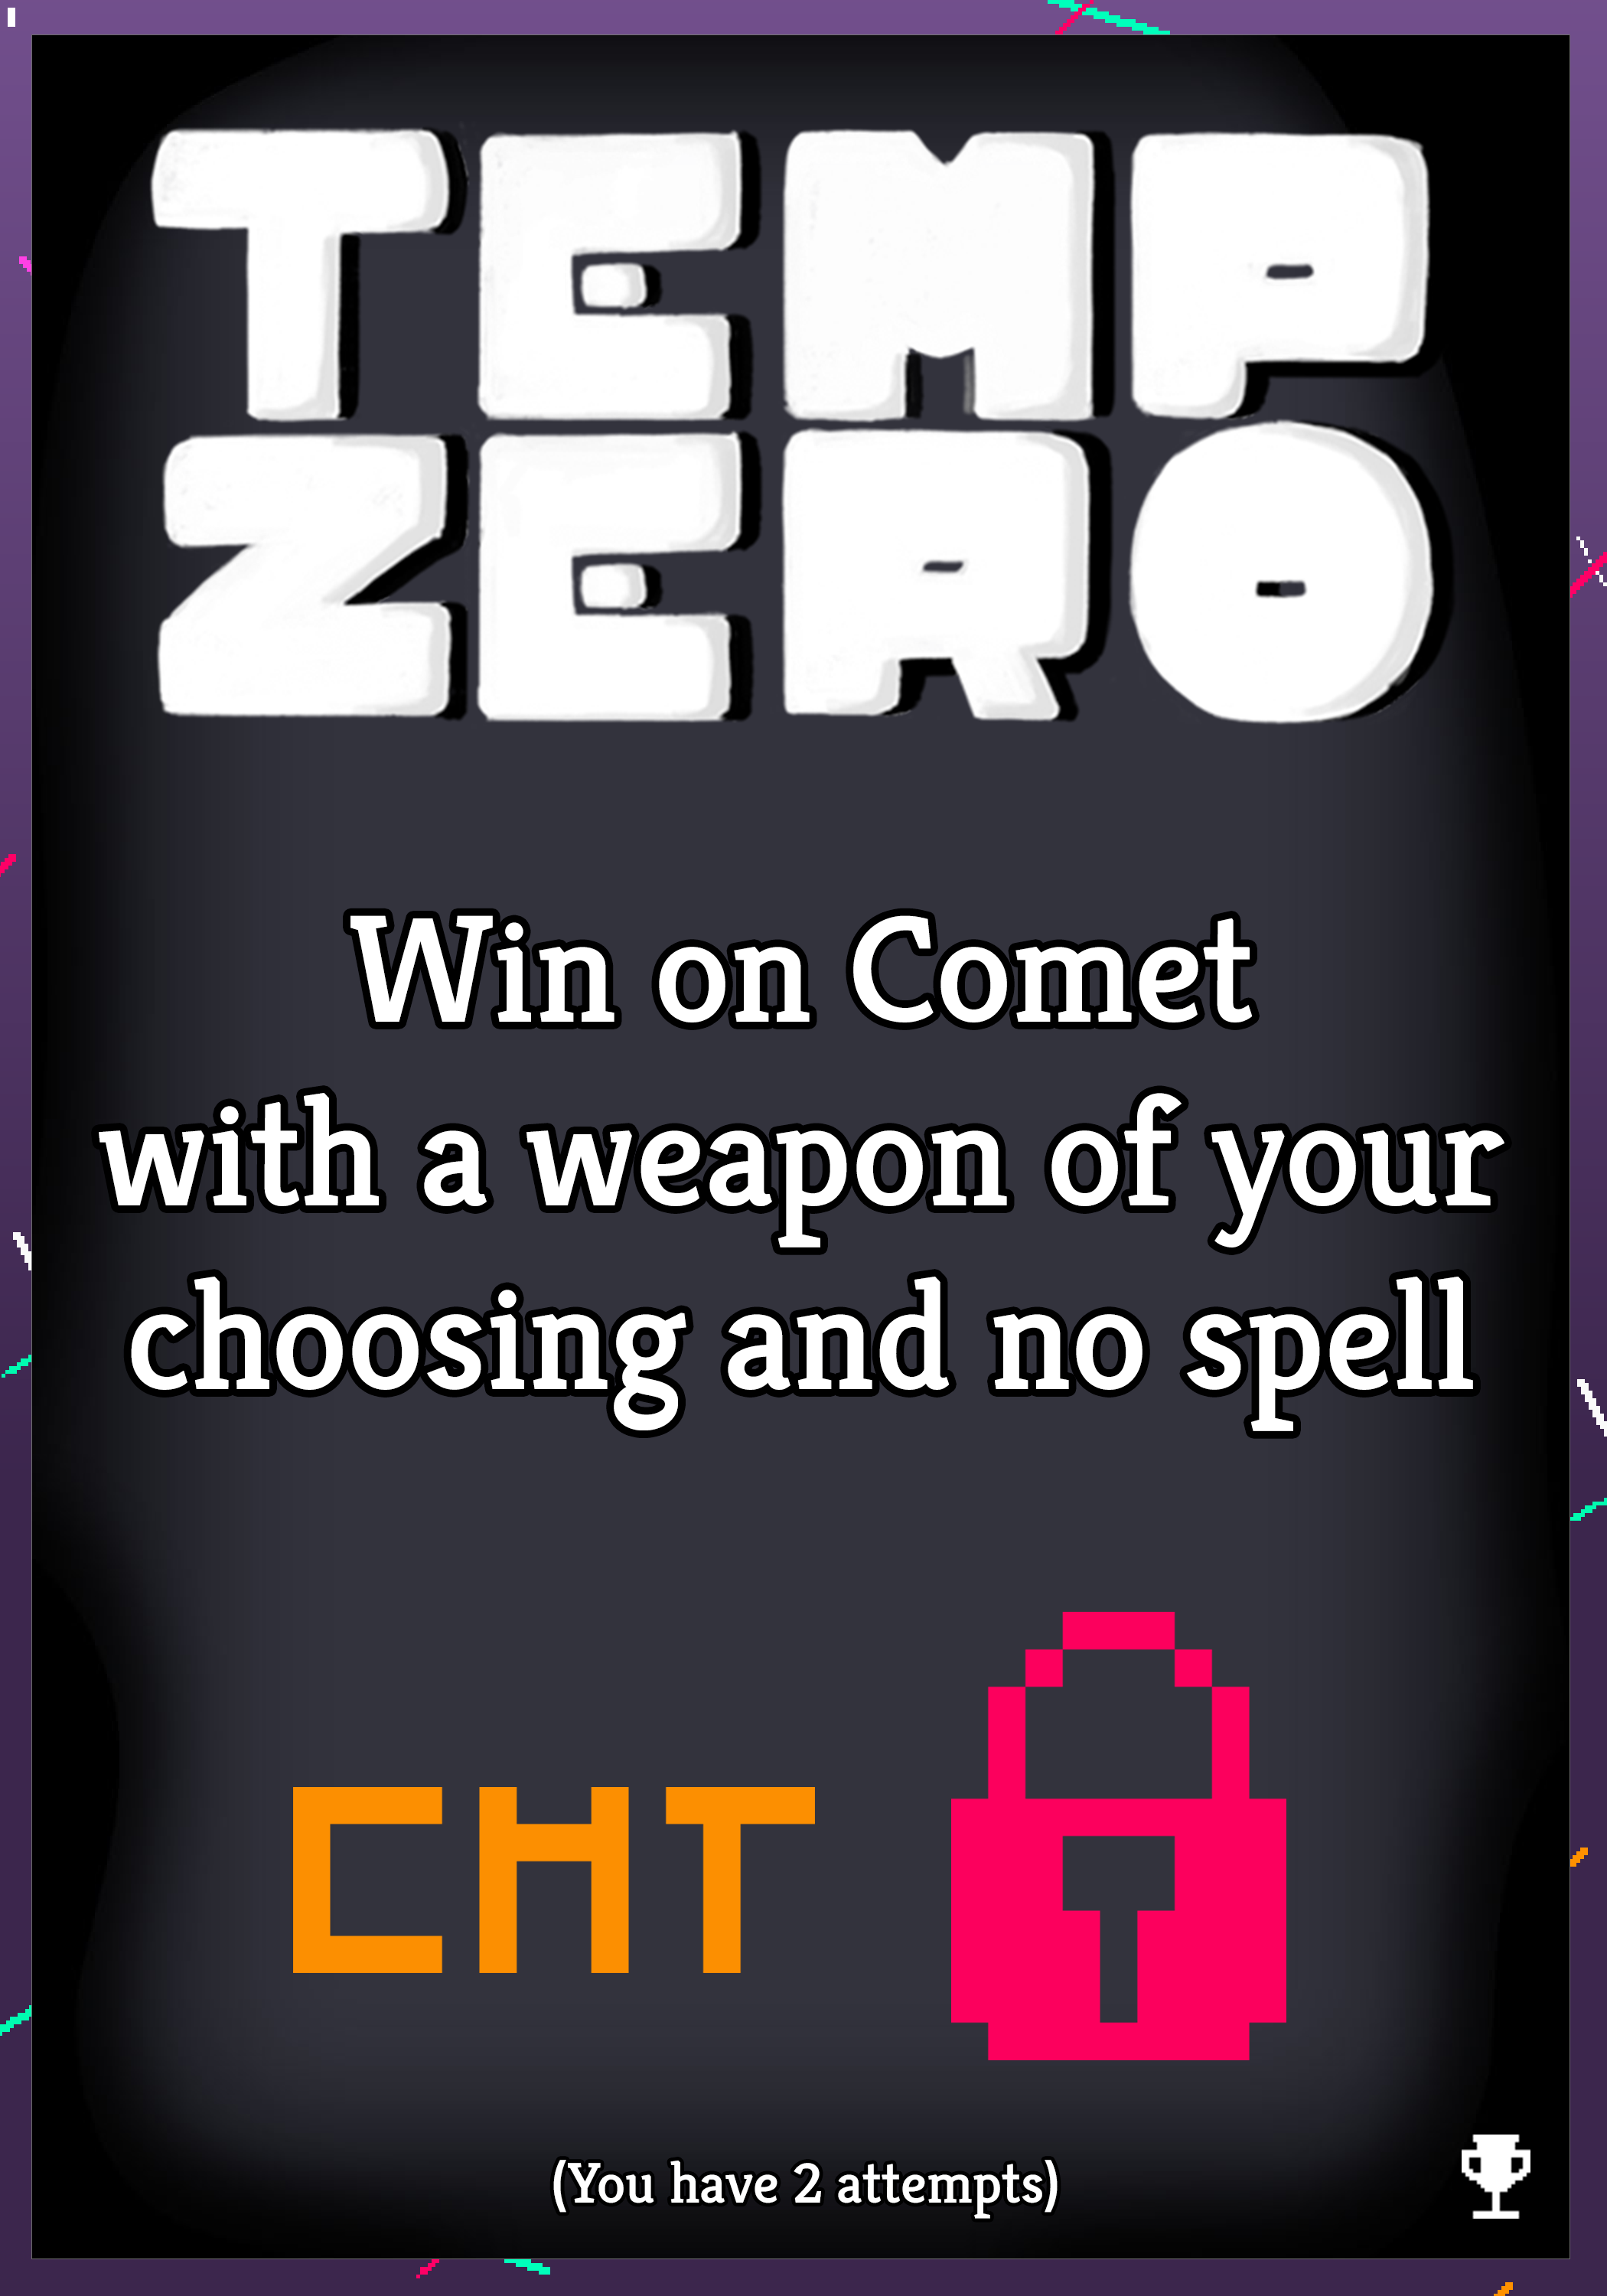 TEMP
ZERO
Win on Comet
with a weapon of your
choosing and no spell
CHT
(You have 2 attempts)